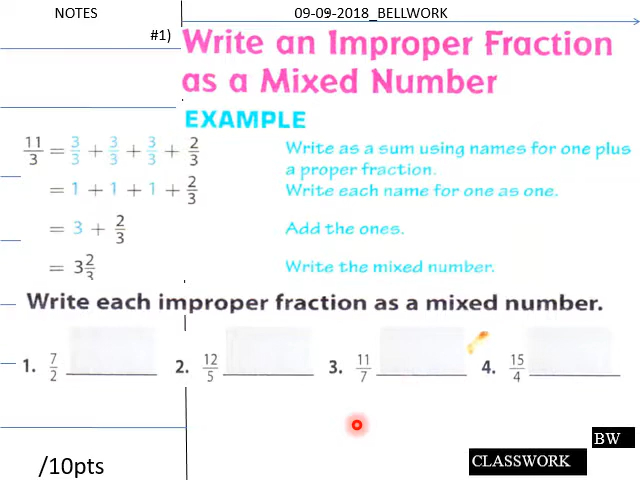 NOTES
09-09-2018_BELLWORK
#1)
Write an Improper Fraction
as a Mixed Number
EXAMPLE
11/3 = 3/3 + 3/3 + 3/3 + 2/3 Write as a sum using names for one plus
a proper fraction.
= 1 + 1 + 1 + 2/3 Write each name for one as one.
= 3 + 2/3 Add the ones.
= 3 2/3 Write the mixed number.
Write each improper fraction as a mixed number.
1. 7/2 2. 12/5 3. 11/7 4. 15/4
BW
/10pts
CLASSWORK